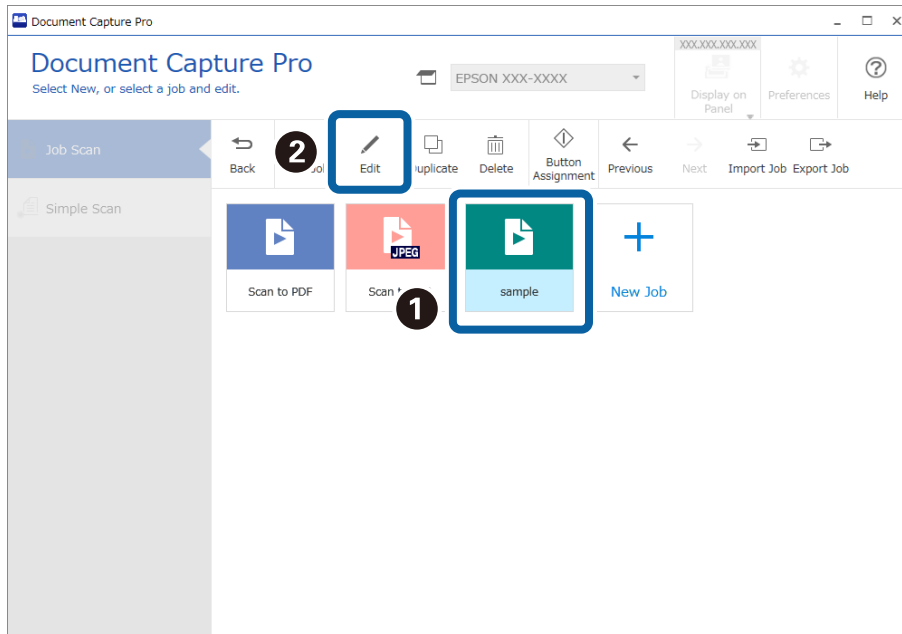 Document Capture Pro
Document Capture Pro
Select New, or select a job and edit.
EPSON XXX-XXXX
XXX.XXX.XXX.XXX
Display on
Panel
Preferences
Help
Job Scan
Simple Scan
Back
2
Edit
Delete
Button
Assignment
Previous
Next
Import Job
Export Job
JPEG
Scan to PDF
Scan
1
sample
New Job